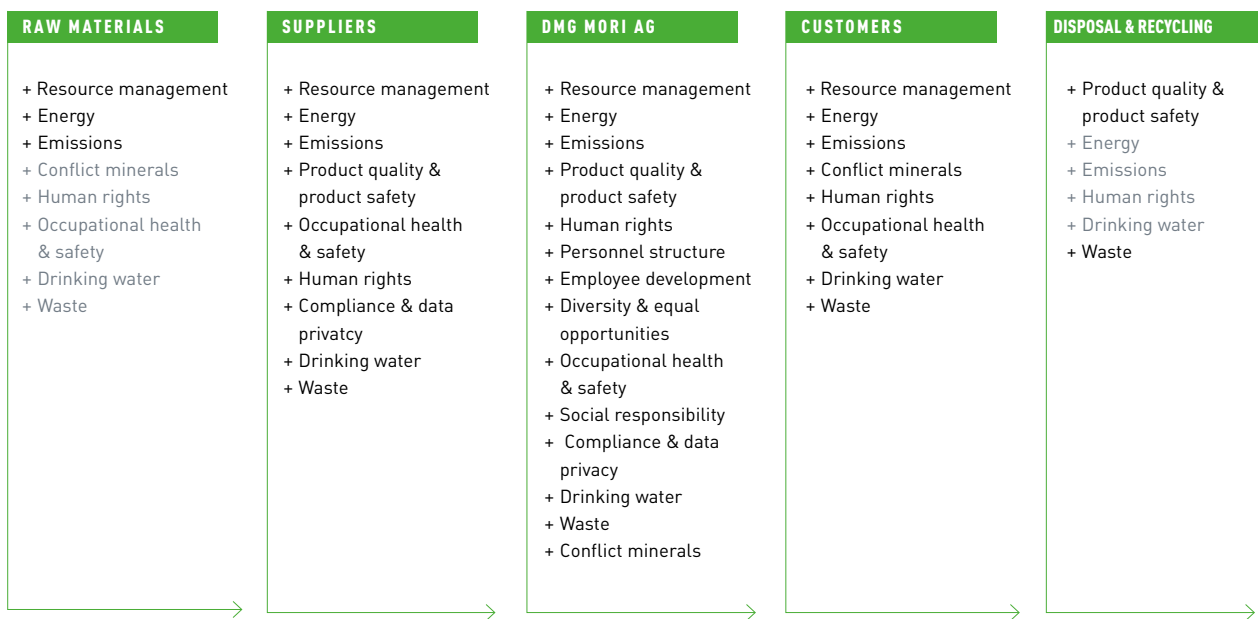 RAW MATERIALS
+ Resource management
+ Energy
+ Emissions
+ Conflict minerals
+ Human rights
+ Occupational health
& safety
+ Drinking water
+ Waste
SUPPLIERS
+ Resource management
+ Energy
+ Emissions
+ Product quality &
product safety
+ Occupational health
& safety
+ Human rights
+ Compliance & data
privatcy
+ Drinking water
+ Waste
DMG MORI AG
+ Resource management
+ Energy
+ Emissions
+ Product quality &
product safety
+ Human rights
+ Personnel structure
+ Employee development
+ Diversity & equal
opportunities
+ Occupational health
& safety
+ Social responsibility
+ Compliance & data
privacy
+ Drinking water
+ Waste
+ Conflict minerals
CUSTOMERS
+ Resource management
+ Energy
+ Emissions
+ Conflict minerals
+ Human rights
+ Occupational health
& safety
+ Drinking water
+ Waste
DISPOSAL & RECYCLING
+ Product quality &
product safety
+ Energy
+ Emissions
+ Human rights
+ Drinking water
+ Waste